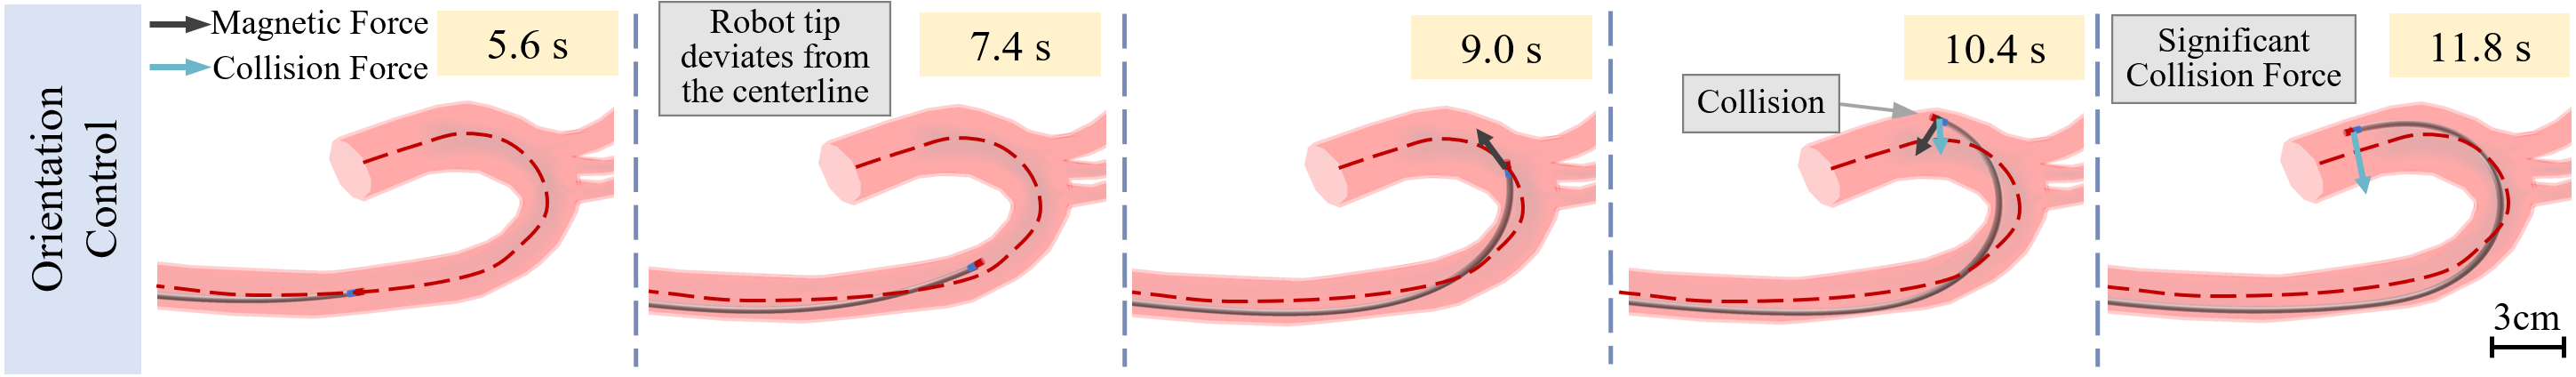 Orientation
Control
Magnetic Force
Collision Force
5.6 s
Robot tip
deviates from
the centerline
7.4 s
9.0 s
Collision
10.4 s
Significant
Collision Force
11.8 s
3cm